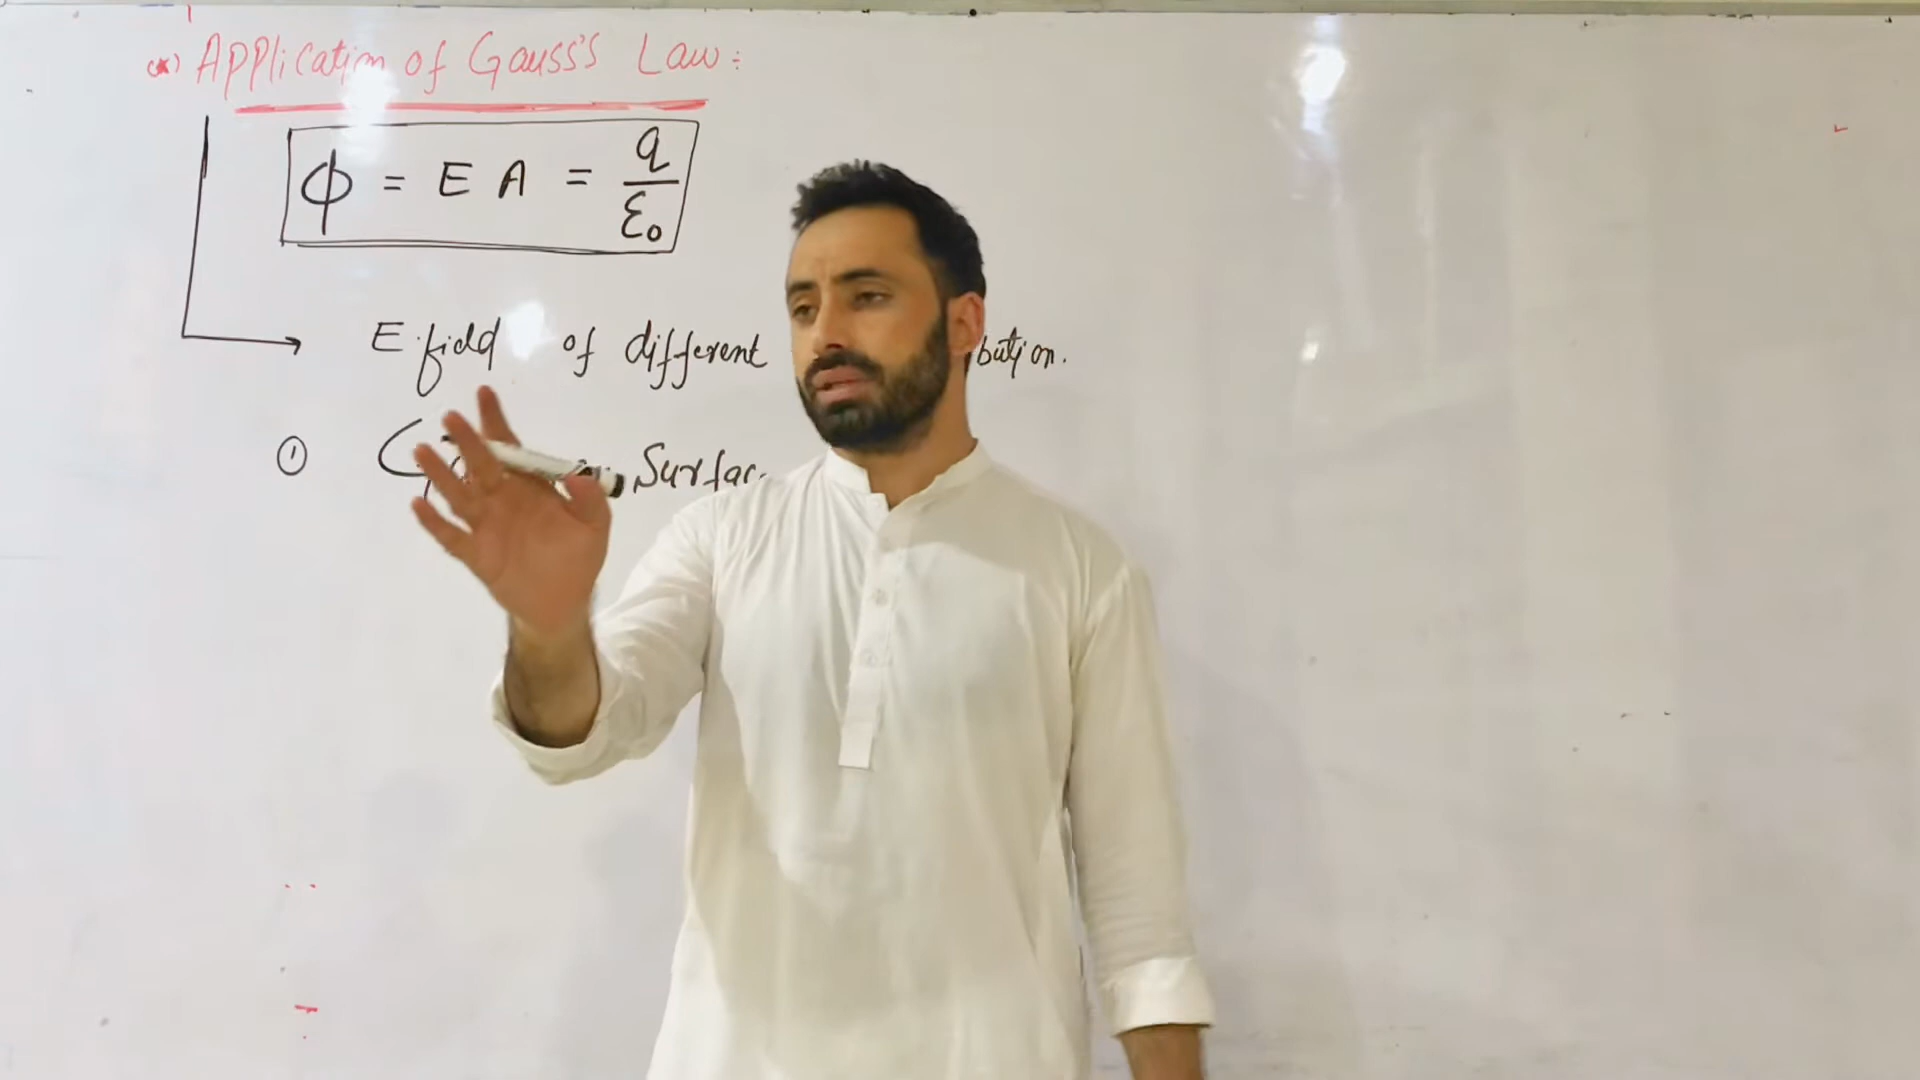 (*) Application of Gauss's Law:
ϕ = E A = q/ε₀
E.field of different bution.
① Surfac